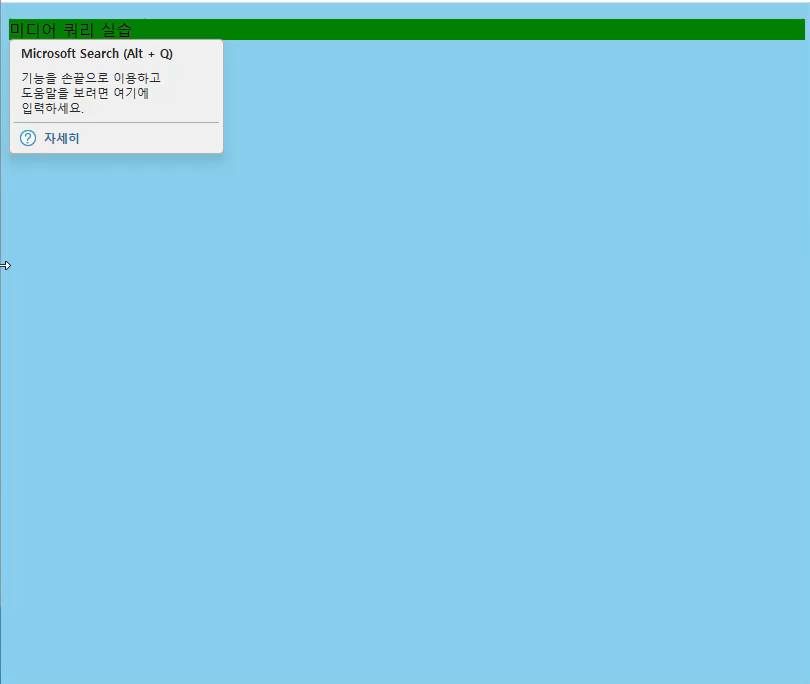 미디어 쿼리 실습
Microsoft Search (Alt + Q)
기능을 손끝으로 이용하고
도움말을 보려면 여기에
입력하세요.
자세히